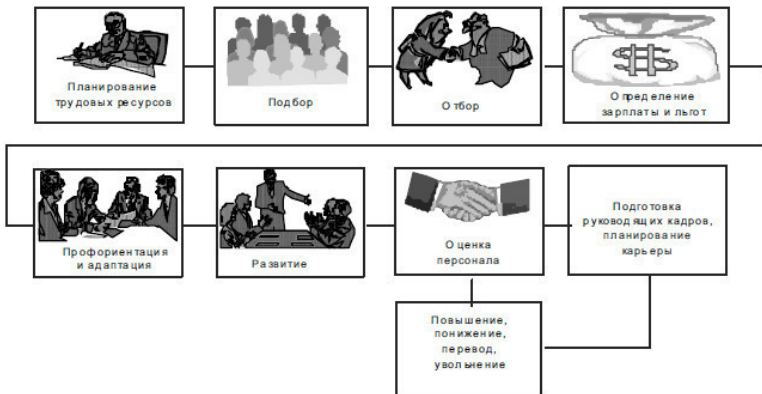 Планирование
трудовых ресурсов
Подбор
Отбор
Определение
зарплаты и льгот
Профориентация
и адаптация
Развитие
Оценка
персонала
Подготовка
руководящих кадров,
планирование
карьеры
Повышение,
понижение,
перевод,
увольнение